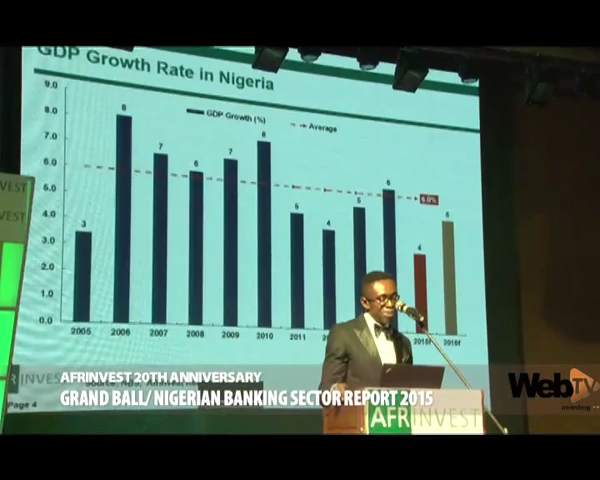 GDP Growth Rate in Nigeria
9.0
8.0
7.0
6.0
5.0
4.0
3.0
2.0
1.0
0.0
GDP Growth (%)
Average
3
8
7
6
7
8
5
4
5
6
4
6
2005
2006
2007
2008
2009
2010
2011
INVEST
INVEST
Page 4
AFRINVEST 20TH ANNIVERSARY
GRAND BALL/ NIGERIAN BANKING SECTOR REPORT 2015
AFRINVEST
WebTV
investing